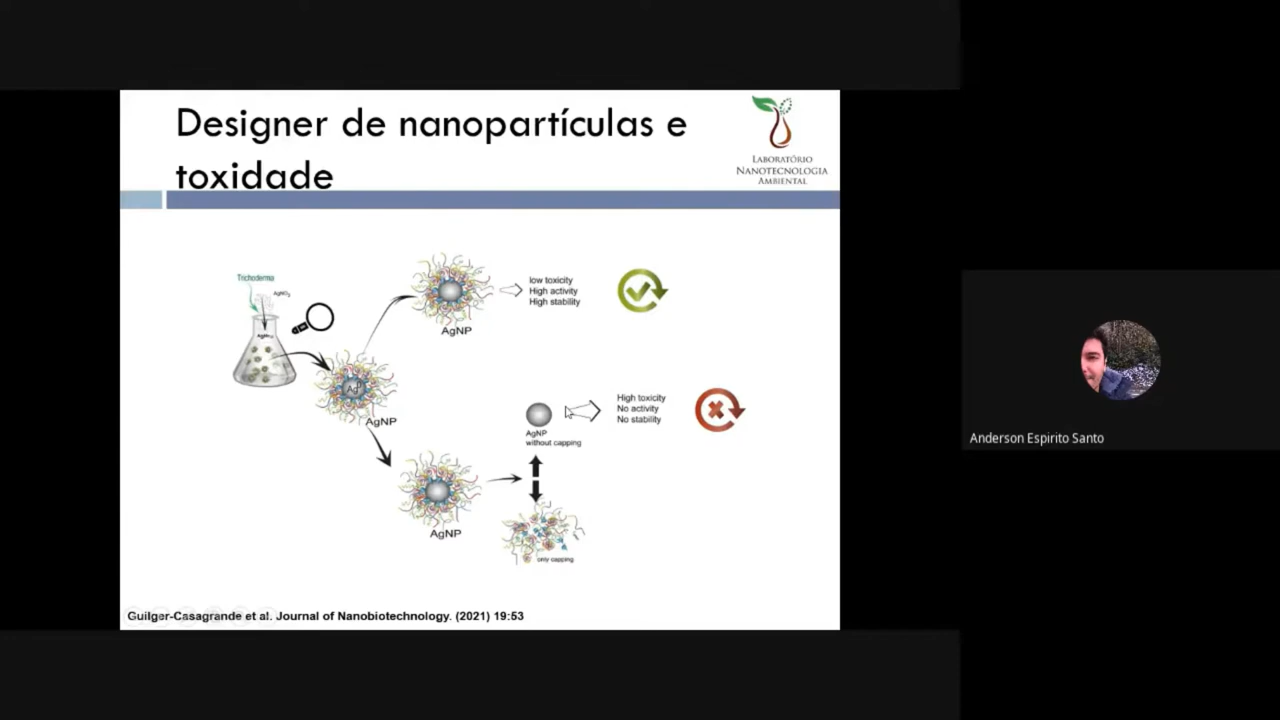 Designer de nanopartículas e
toxidade
LABORATÓRIO
NANOTECNOLOGIA
AMBIENTAL
Trichoderma
AgNO3
low toxicity
High activity
High stability
AgNP
Ag
AgNP
High toxicity
No activity
No stability
AgNP
without capping
AgNP
only capping
Guilger-Casagrande et al. Journal of Nanobiotechnology. (2021) 19:53
Anderson Espirito Santo